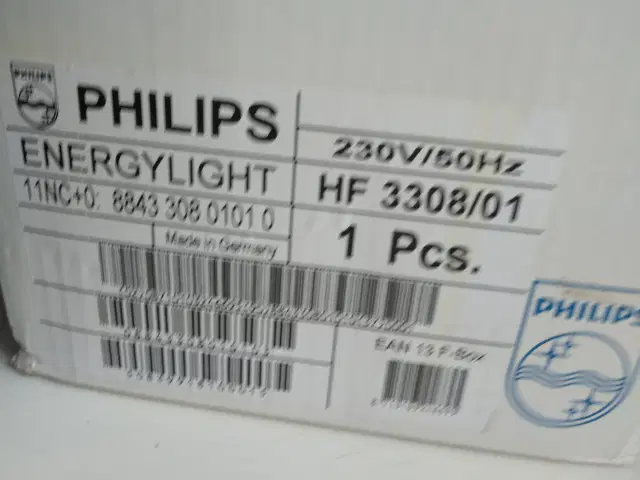 PHILIPS
PHILIPS
230V/50Hz
ENERGYLIGHT
HF 3308/01
11NC+0: 8843 308 0101 0
Made in Germany
1 Pcs.
PHILIPS
EAN 13 F-Box